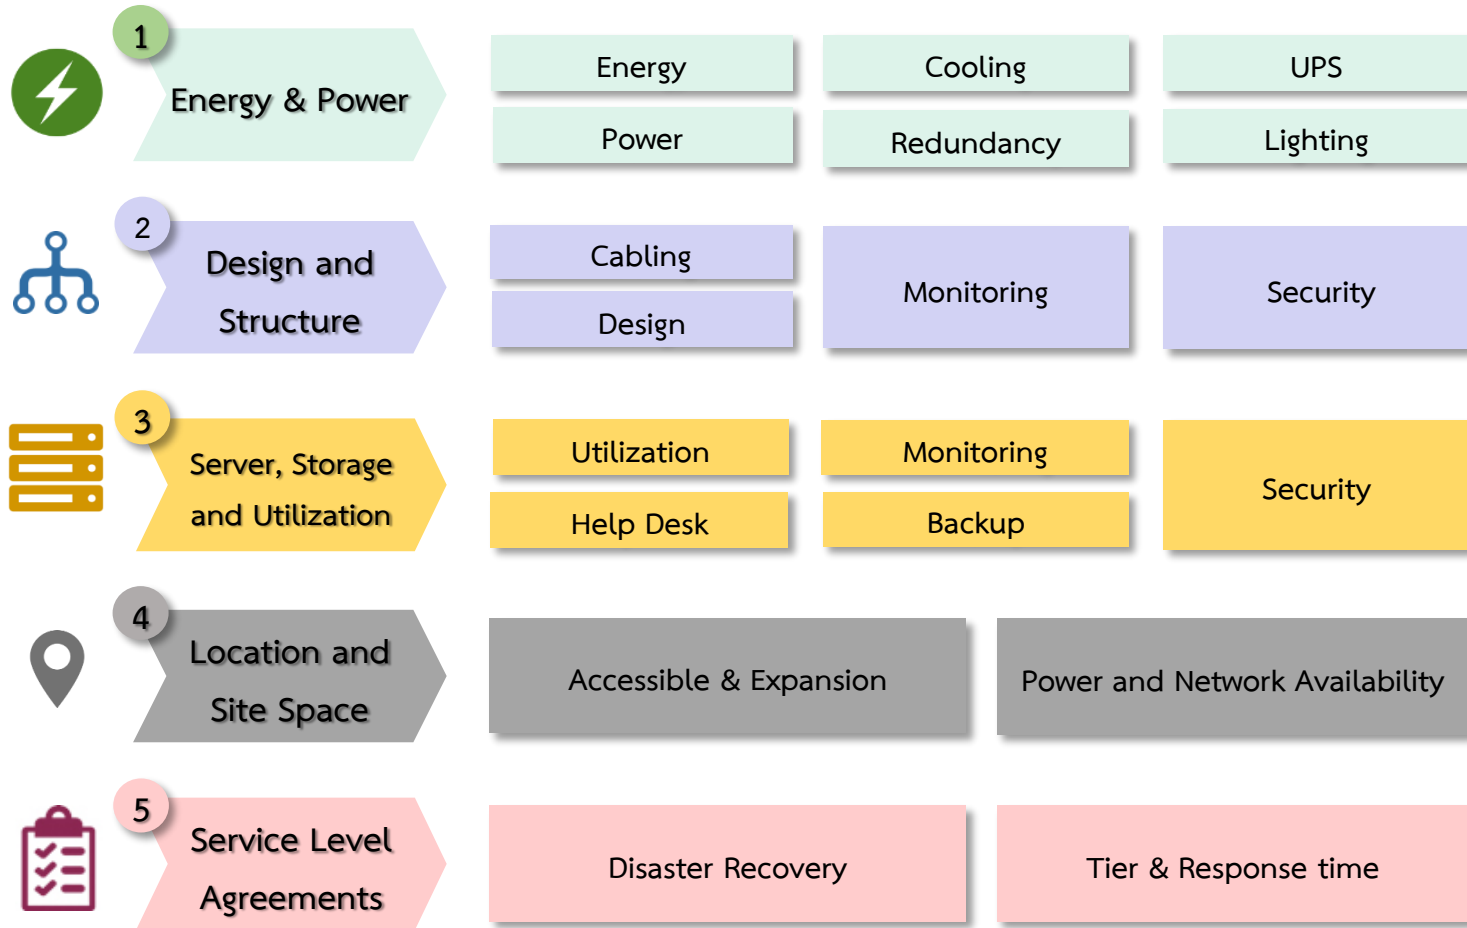 1
Energy & Power
Energy
Cooling
UPS
Power
Redundancy
Lighting
2
Design and
Structure
Cabling
Design
Monitoring
Security
3
Server, Storage
and Utilization
Utilization
Monitoring
Help Desk
Backup
Security
4
Location and
Site Space
Accessible & Expansion
Power and Network Availability
5
Service Level
Agreements
Disaster Recovery
Tier & Response time